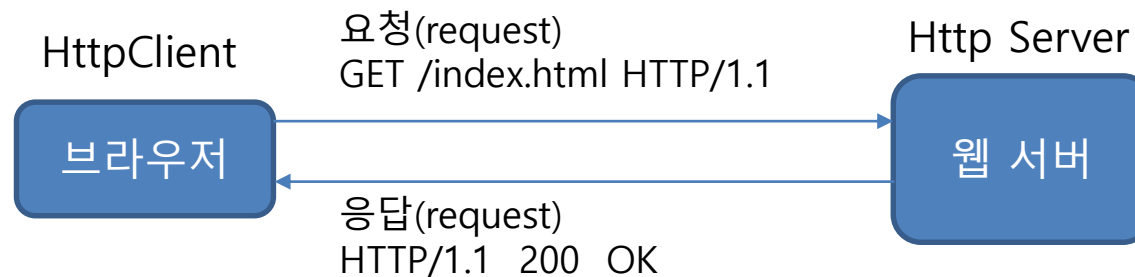 HttpClient
요청(request)
GET /index.html HTTP/1.1
Http Server
브라우저
웹 서버
응답(request)
HTTP/1.1 200 OK